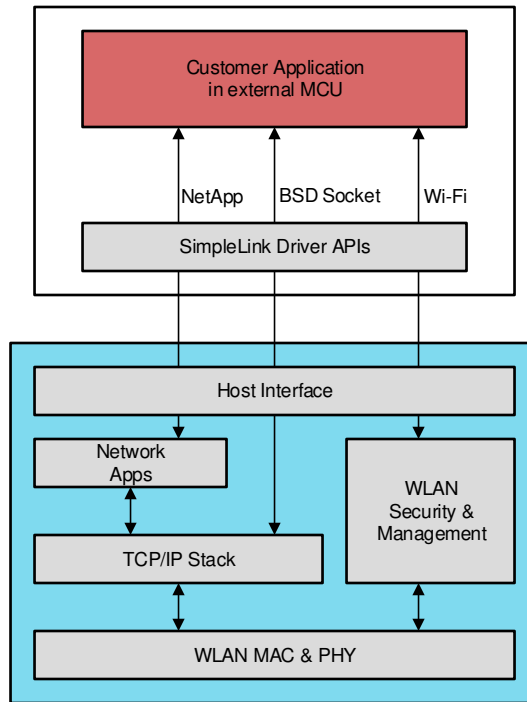 Customer Application
in external MCU
NetApp
BSD Socket
Wi-Fi
SimpleLink Driver APIs
Host Interface
Network
Apps
WLAN
Security &
Management
TCP/IP Stack
WLAN MAC & PHY